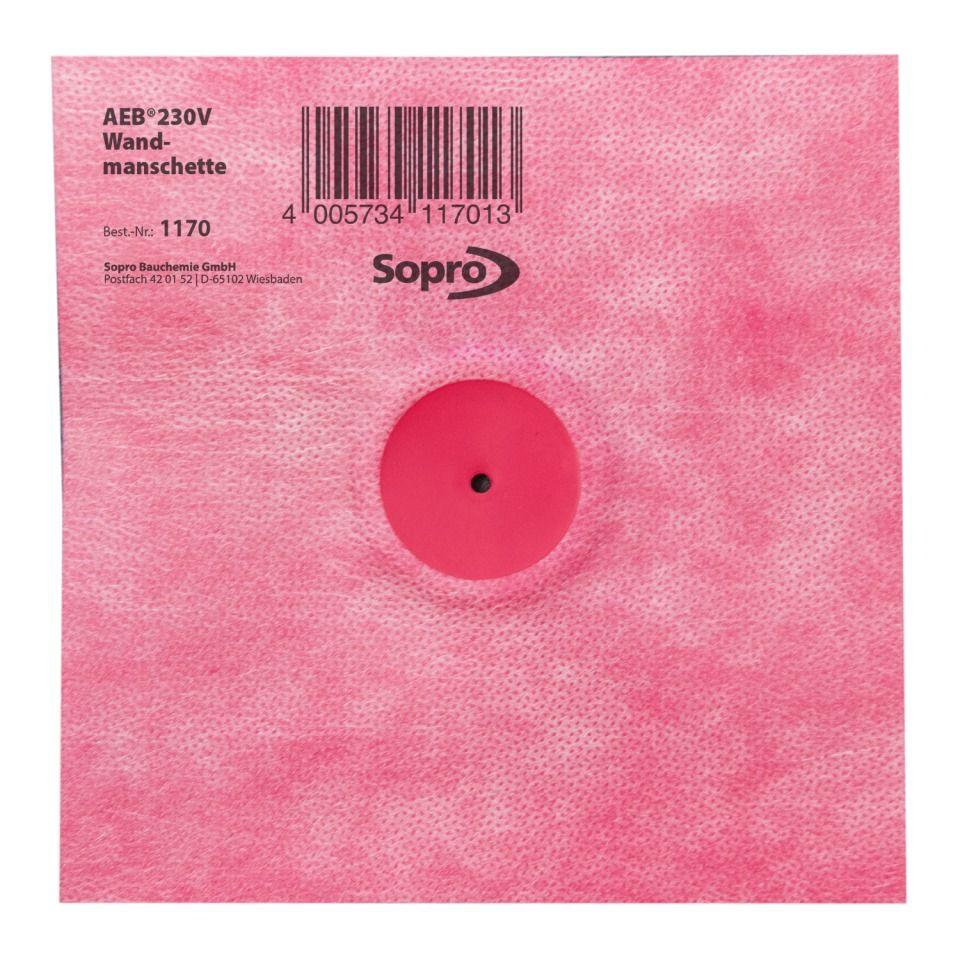 AEB®230V
Wand-
manschette
4 005734 117013
Best.-Nr.: 1170
Sopro Bauchemie GmbH
Postfach 42 01 52 | D-65102 Wiesbaden
Sopro